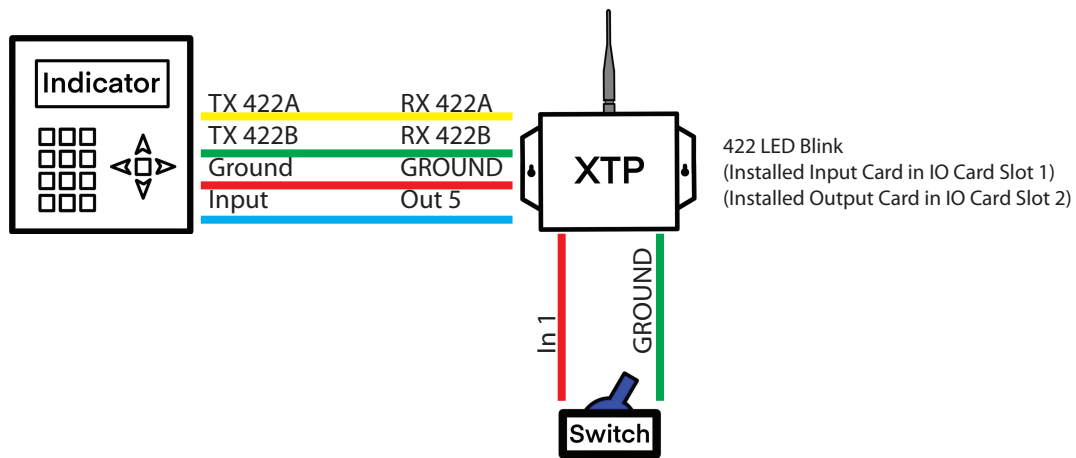 Indicator
TX 422A RX 422A
TX 422B RX 422B
Ground GROUND
Input Out 5
XTP
422 LED Blink
(Installed Input Card in IO Card Slot 1)
(Installed Output Card in IO Card Slot 2)
In 1
GROUND
Switch